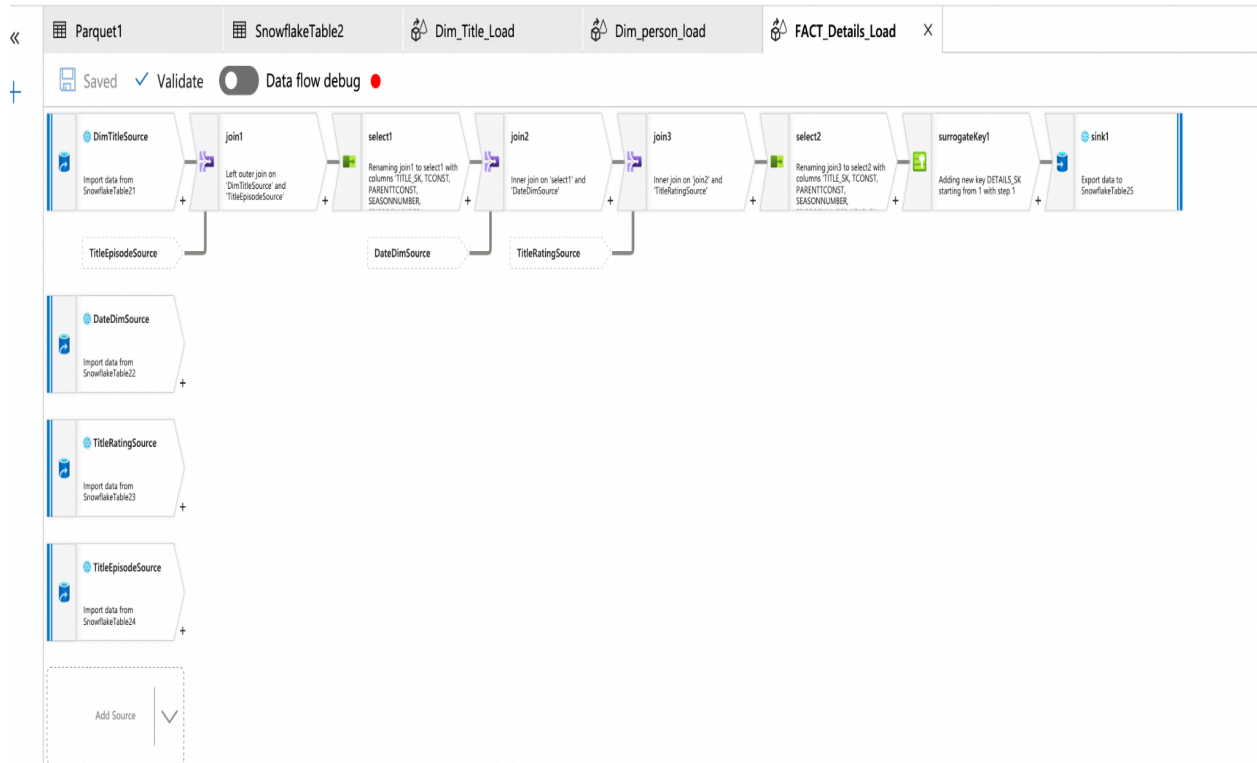 «
Parquet1
SnowflakeTable2
Dim_Title_Load
Dim_person_load
FACT_Details_Load
X
+
Saved
Validate
Data flow debug
DimTitleSource
Import data from
SnowflakeTable21
+
join1
Left outer join on
'DimTitleSource' and
'TitleEpisodeSource'
+
select1
Renaming join1 to select1 with
columns 'TITLE_SK, TCONST,
PARENTTCONST,
SEASONNUMBER,
+
join2
Inner join on 'select1' and
'DateDimSource'
+
join3
Inner join on 'join2' and
'TitleRatingSource'
+
select2
Renaming join3 to select2 with
columns 'TITLE_SK, TCONST,
PARENTTCONST,
SEASONNUMBER,
+
surrogateKey1
Adding new key DETAILS_SK
starting from 1 with step 1
+
sink1
Export data to
SnowflakeTable25
TitleEpisodeSource
DateDimSource
TitleRatingSource
DateDimSource
Import data from
SnowflakeTable22
+
TitleRatingSource
Import data from
SnowflakeTable23
+
TitleEpisodeSource
Import data from
SnowflakeTable24
+
Add Source